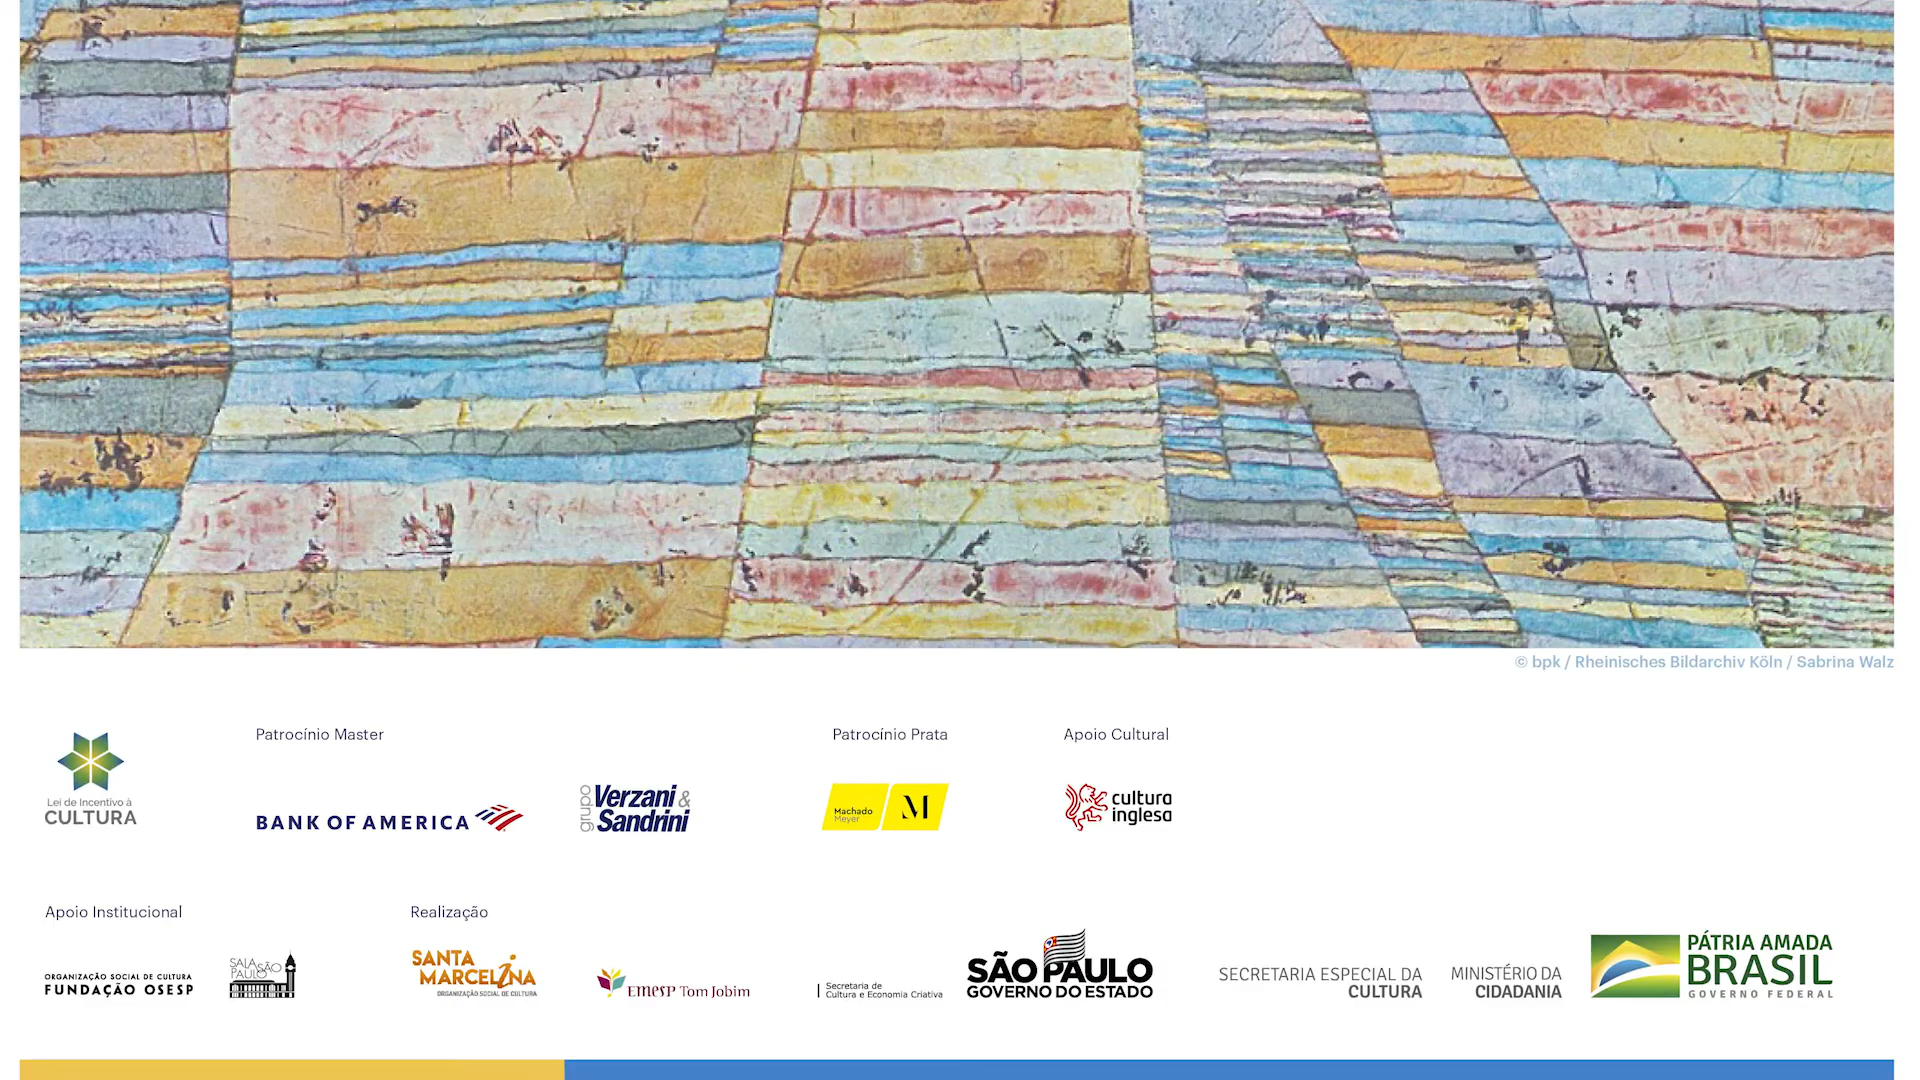 © bpk / Rheinisches Bildarchiv Köln / Sabrina Walz
Patrocínio Master
Patrocínio Prata
Apoio Cultural
Lei de Incentivo à
CULTURA
BANK OF AMERICA
grupo
Verzani &
Sandrini
Machado
Meyer
M
cultura
inglesa
Apoio Institucional
Realização
ORGANIZAÇÃO SOCIAL DE CULTURA
FUNDAÇÃO OSESP
SALA SÃO
PAULO
SANTA
MARCELINA
ORGANIZAÇÃO SOCIAL DE CULTURA
EMESP Tom Jobim
Secretaria de
Cultura e Economia Criativa
SÃO PAULO
GOVERNO DO ESTADO
SECRETARIA ESPECIAL DA
CULTURA
MINISTÉRIO DA
CIDADANIA
PÁTRIA AMADA
BRASIL
GOVERNO FEDERAL